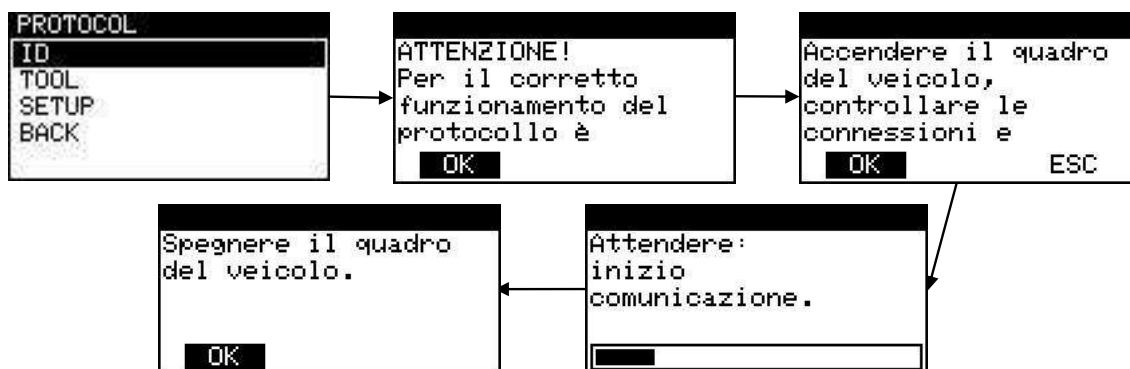 PROTOCOL
ID
TOOL
SETUP
BACK
ATTENZIONE!
Per il corretto
funzionamento del
protocollo è
OK
Accendere il quadro
del veicolo,
controllare le
connessioni e
OK ESC
Attendere:
inizio
comunicazione.
Spegnere il quadro
del veicolo.
OK